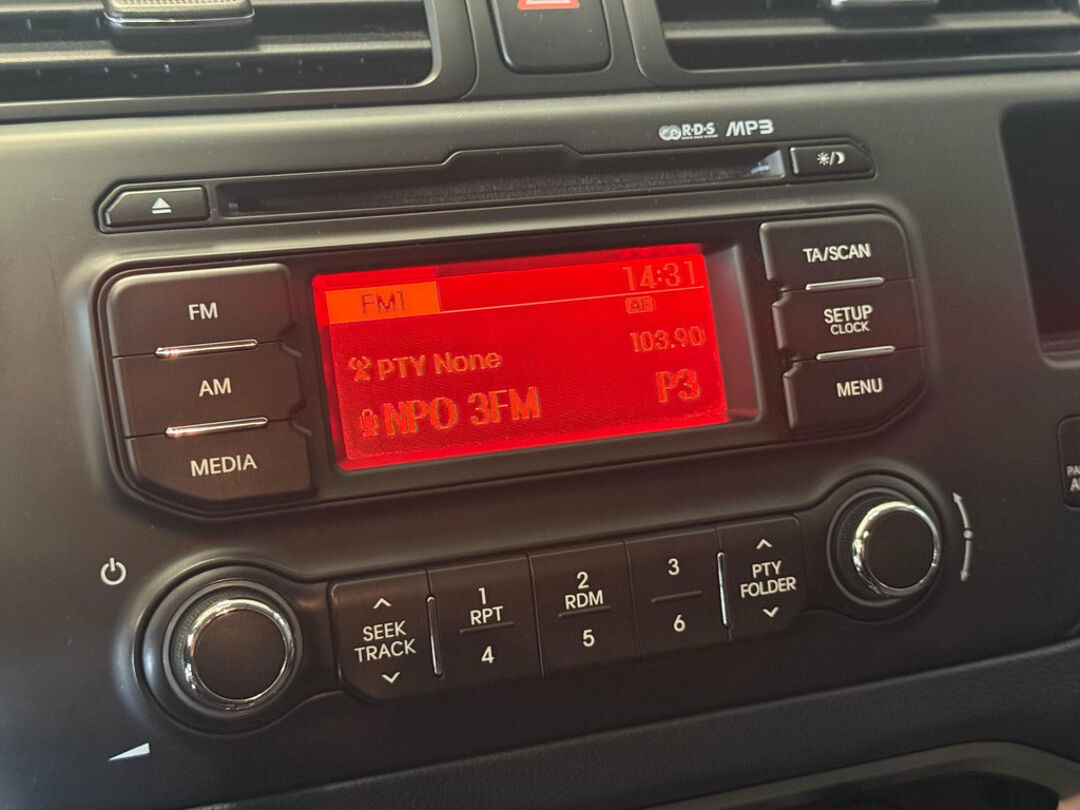 R·D·S MP3
FM
AM
MEDIA
FM1 14:31
AF
PTY None 103.90
NPO 3FM P3
TA/SCAN
SETUP
CLOCK
MENU
SEEK
TRACK
1
RPT
4
2
RDM
5
3
6
PTY
FOLDER